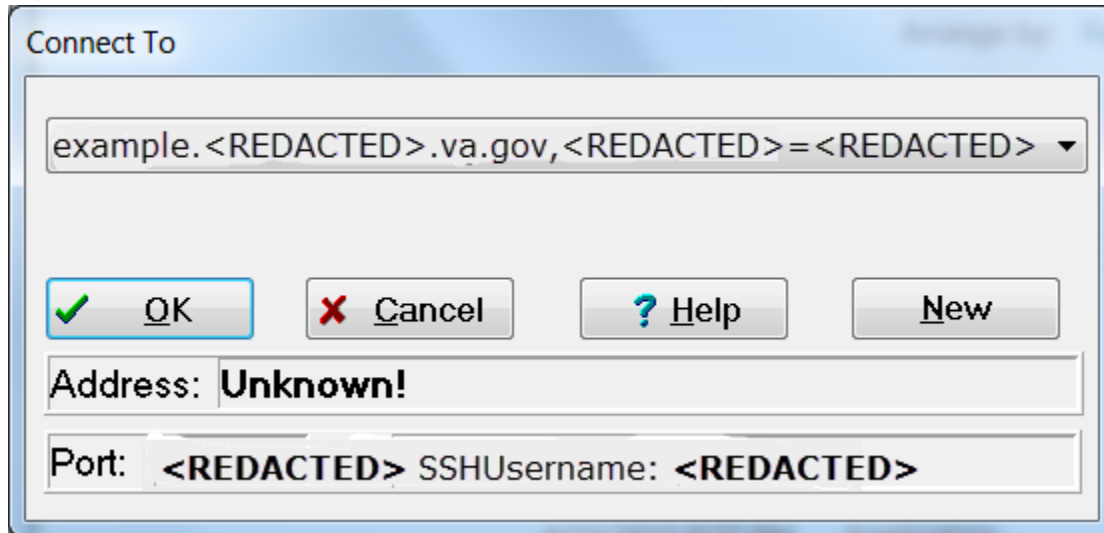 Connect To
example.<REDACTED>.va.gov,<REDACTED>=<REDACTED>
OK Cancel Help New
Address: Unknown!
Port: <REDACTED> SSHUsername: <REDACTED>